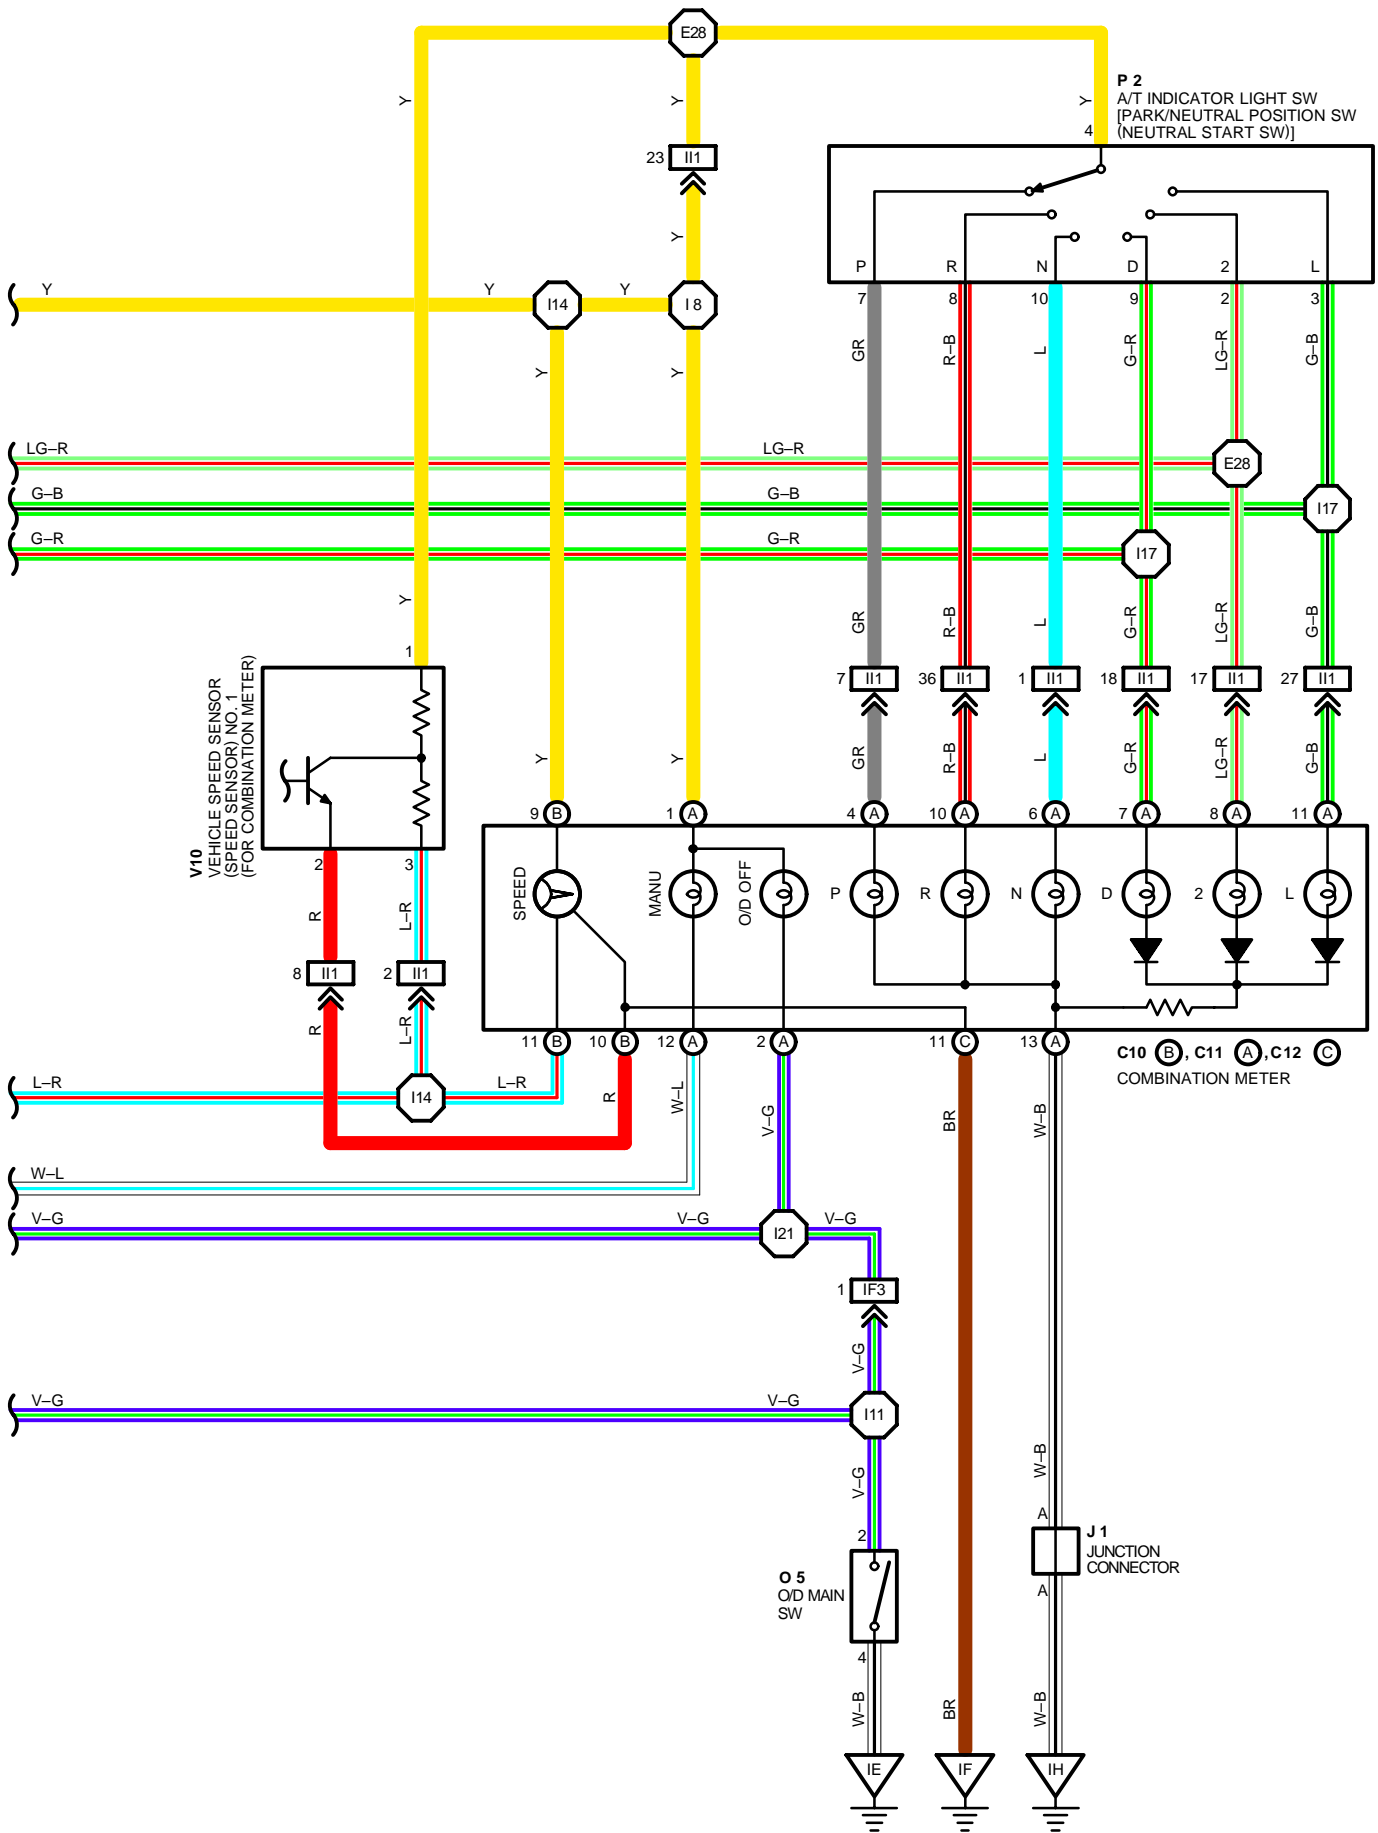 E28
P 2
A/T INDICATOR LIGHT SW
[PARK/NEUTRAL POSITION SW
(NEUTRAL START SW)]
Y
Y
Y
4
23
II1
Y
P
R
N
D
2
L
Y
Y
I14
Y
I 8
7
8
10
9
2
3
Y
Y
GR
R–B
L
G–R
LG–R
G–B
LG–R
LG–R
E28
G–B
G–B
I17
G–R
G–R
I17
Y
GR
R–B
L
G–R
LG–R
G–B
1
7 II1
36 II1
1 II1
18 II1
17 II1
27 II1
V10
VEHICLE SPEED SENSOR
(SPEED SENSOR) NO. 1
(FOR COMBINATION METER)
Y
Y
GR
R–B
L
G–R
LG–R
G–B
9 B
1 A
4 A
10 A
6 A
7 A
8 A
11 A
2
3
SPEED
MANU
O/D OFF
P
R
N
D
2
L
R
L–R
8 II1
2 II1
R
L–R
11 B
10 B
12 A
2 A
11 C
13 A
C10 B , C11 A ,C12 C
COMBINATION METER
L–R
I14
L–R
R
W–L
V–G
BR
W–B
W–L
V–G
V–G
I21
V–G
1 IF3
V–G
V–G
V–G
I11
V–G
W–B
A
2
J 1
JUNCTION
CONNECTOR
O 5
O/D MAIN
SW
A
4
W–B
BR
W–B
IE
IF
IH